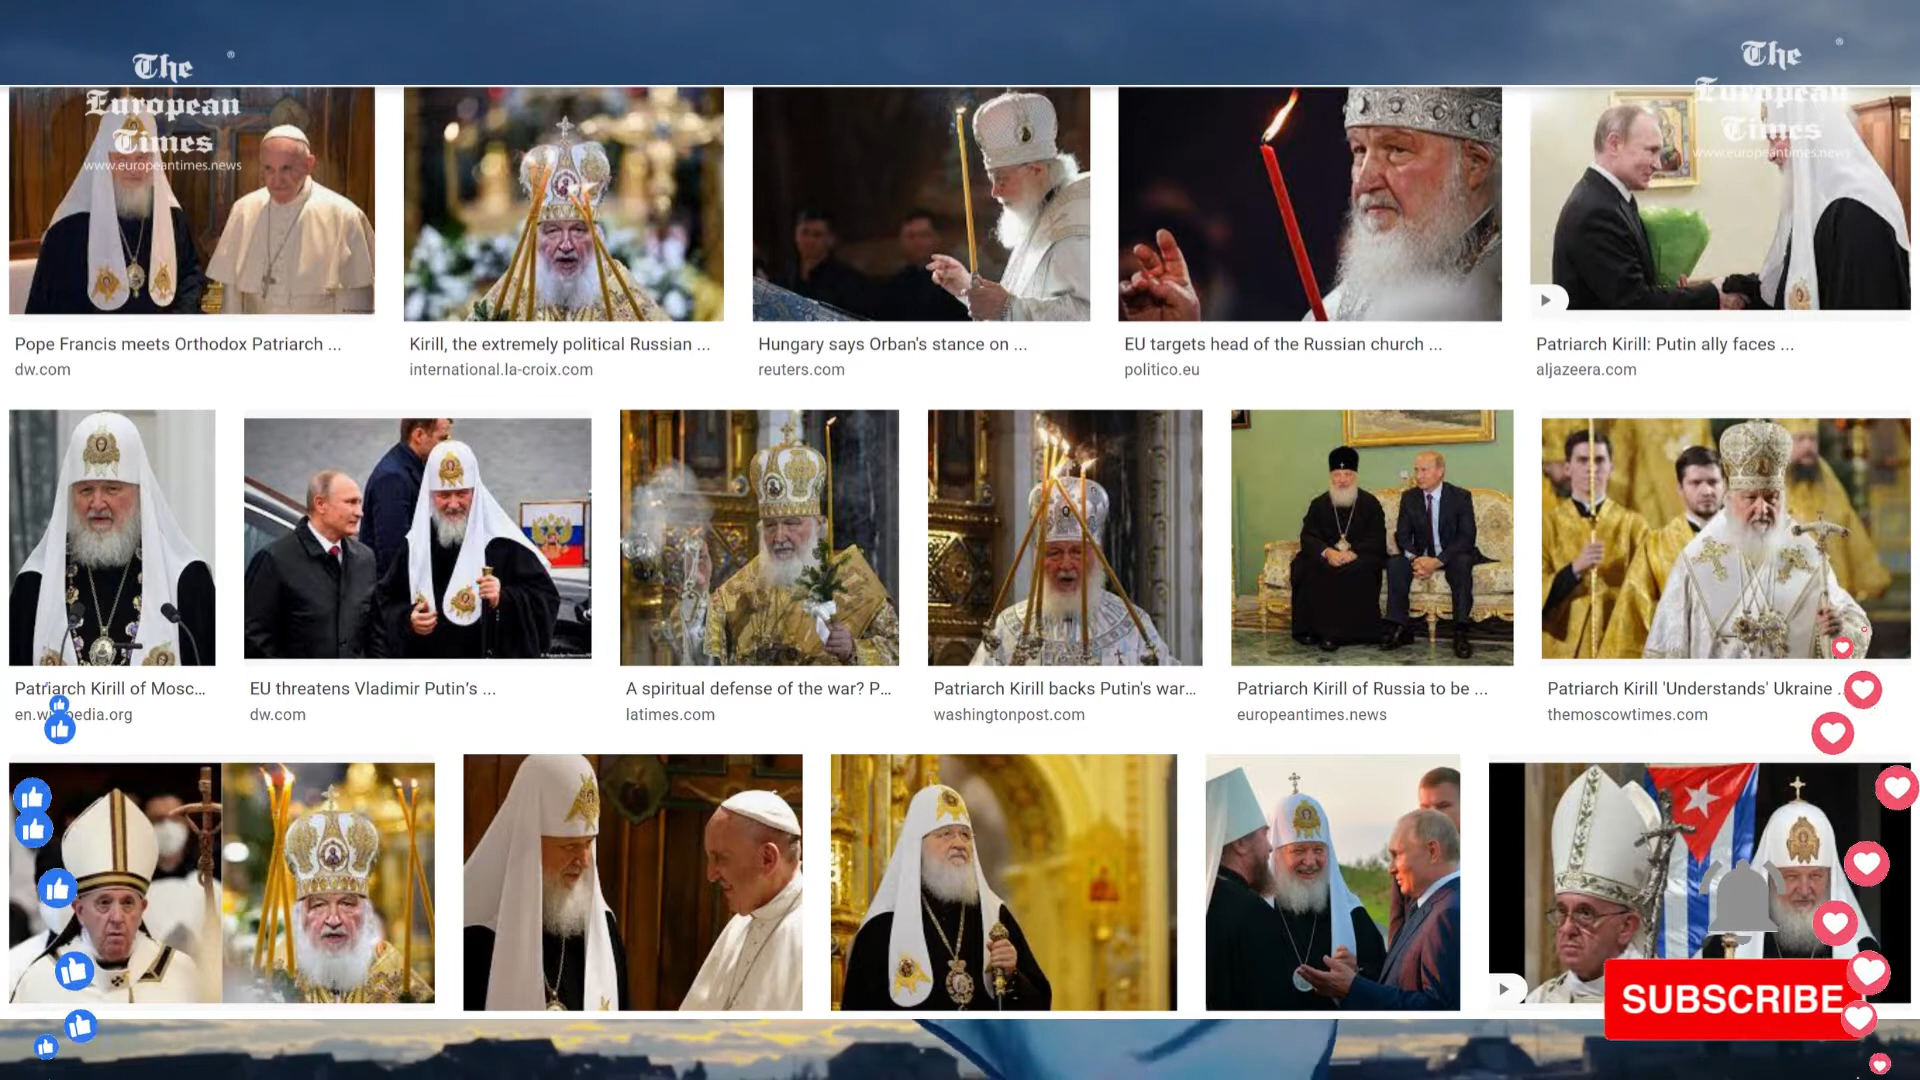 The
European
Times
www.europeantimes.news
The
European
Times
www.europeantimes.news
Pope Francis meets Orthodox Patriarch ...
dw.com
Kirill, the extremely political Russian ...
international.la-croix.com
Hungary says Orban's stance on ...
reuters.com
EU targets head of the Russian church ...
politico.eu
Patriarch Kirill: Putin ally faces ...
aljazeera.com
Patriarch Kirill of Mosc...
EU threatens Vladimir Putin's ...
dw.com
A spiritual defense of the war? P...
latimes.com
Patriarch Kirill backs Putin's war...
washingtonpost.com
Patriarch Kirill of Russia to be ...
europeantimes.news
Patriarch Kirill 'Understands' Ukraine ...
themoscowtimes.com
SUBSCRIBE